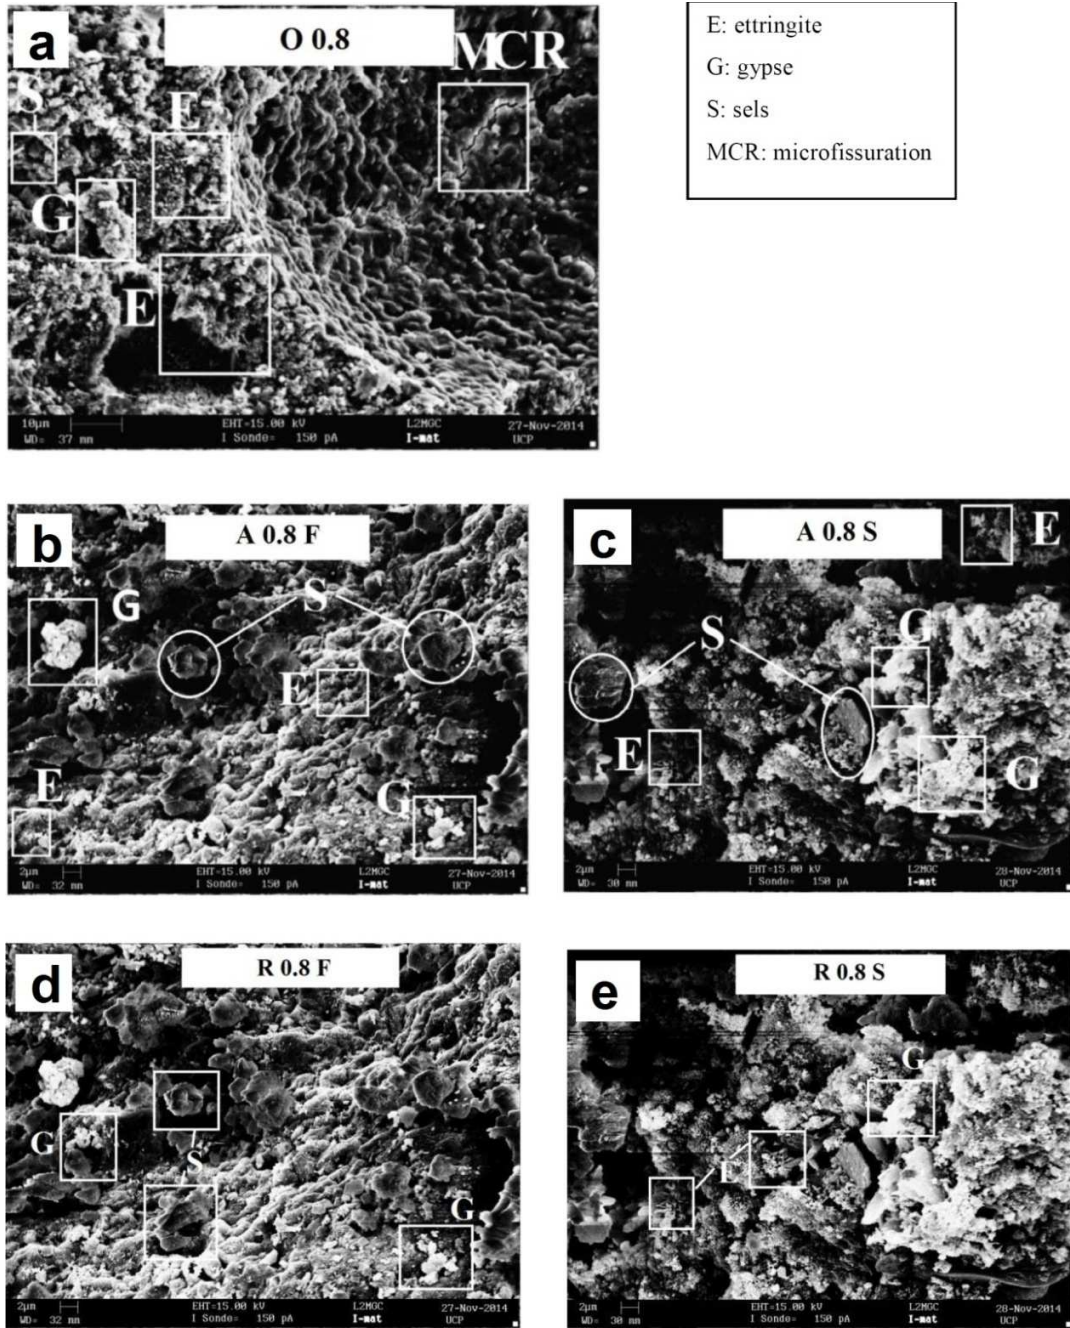 a
O 0.8
MCR
S
E
G
E
10μm
EHT=15.00 kV
L2MGC
27-Nov-2014
WD= 37 mm
I Sonde= 150 pA
I-mat
UCP
E: ettringite
G: gypse
S: sels
MCR: microfissuration
b
A 0.8 F
G
S
E
E
G
2μm
EHT=15.00 kV
L2MGC
27-Nov-2014
WD= 32 mm
I Sonde= 150 pA
I-mat
UCP
c
A 0.8 S
E
S
G
E
G
2μm
EHT=15.00 kV
L2MGC
28-Nov-2014
WD= 30 mm
I Sonde= 150 pA
I-mat
UCP
d
R 0.8 F
G
S
G
2μm
EHT=15.00 kV
L2MGC
27-Nov-2014
WD= 32 mm
I Sonde= 150 pA
I-mat
UCP
e
R 0.8 S
G
E
2μm
EHT=15.00 kV
L2MGC
28-Nov-2014
WD= 30 mm
I Sonde= 150 pA
I-mat
UCP